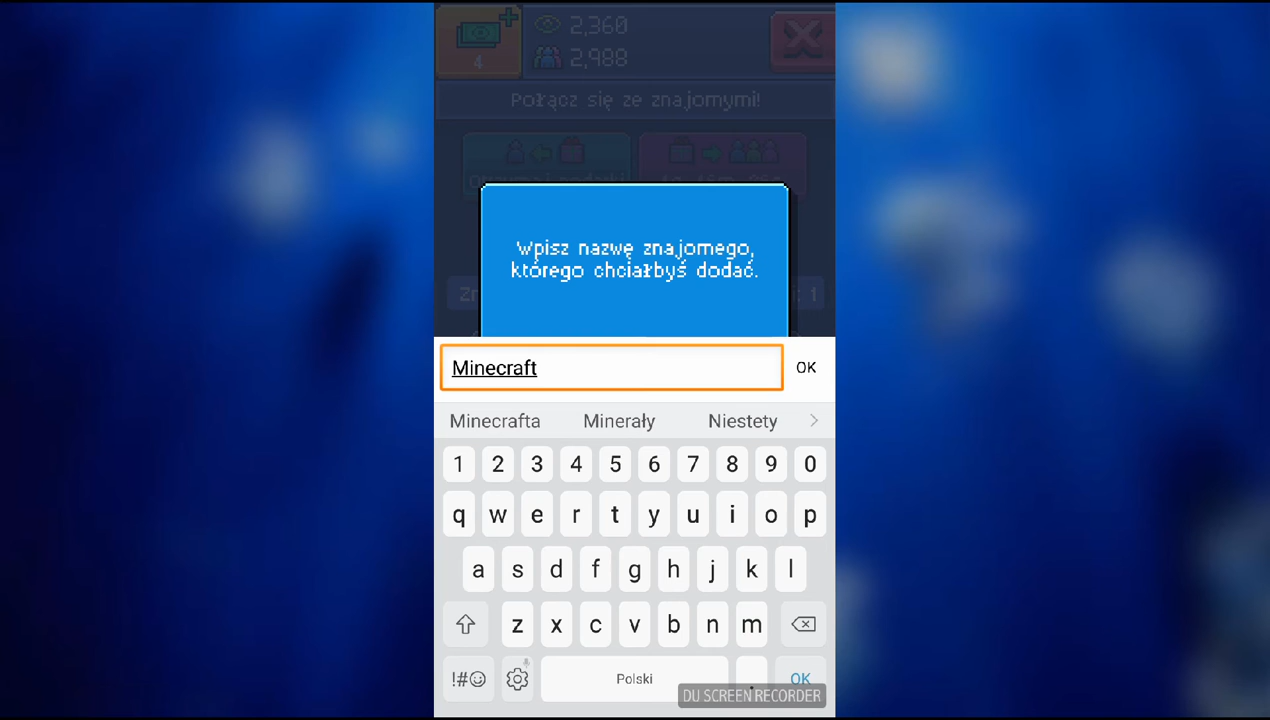 2,360
2,988
4
Połącz się ze znajomymi!
Wpisz nazwę znajomego,
którego chciałbyś dodać.
Minecraft OK
Minecrafta Minerały Niestety
1 2 3 4 5 6 7 8 9 0
q w e r t y u i o p
a s d f g h j k l
z x c v b n m
!#☺ Polski . OK
DU SCREEN RECORDER